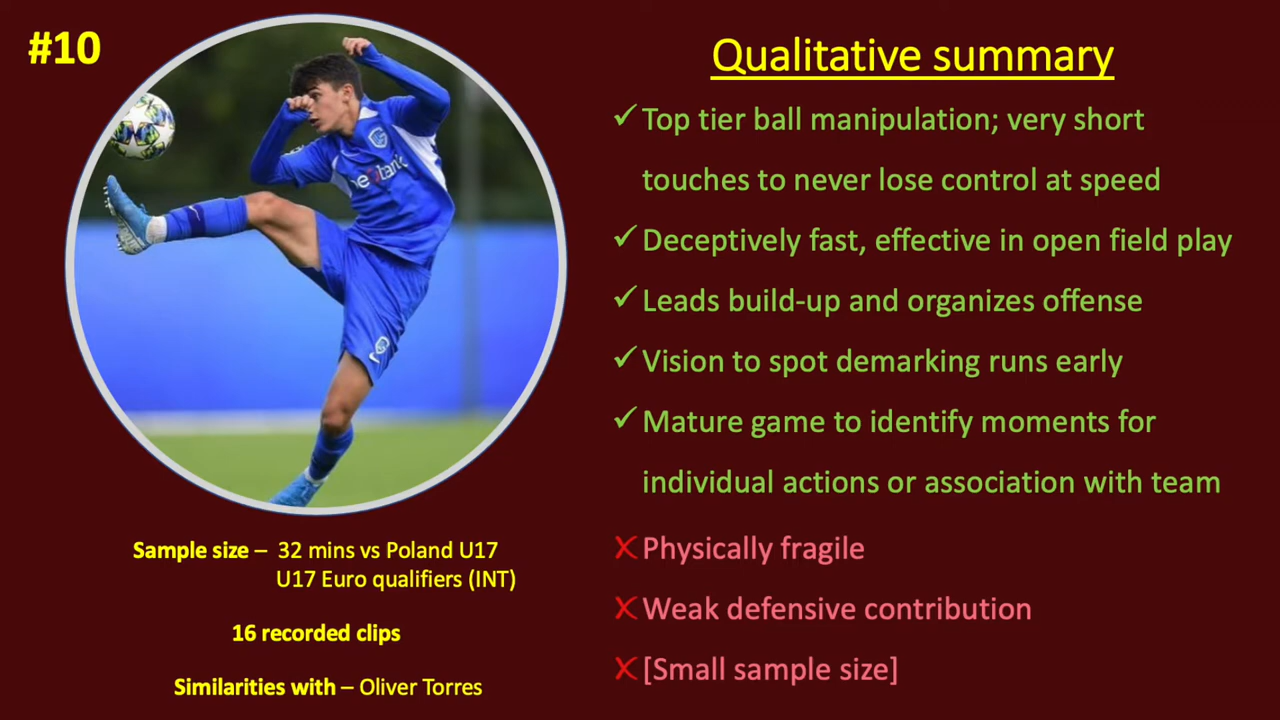 #10
Qualitative summary
✓ Top tier ball manipulation; very short
touches to never lose control at speed
✓ Deceptively fast, effective in open field play
✓ Leads build-up and organizes offense
✓ Vision to spot demarking runs early
✓ Mature game to identify moments for
individual actions or association with team
✗ Physically fragile
✗ Weak defensive contribution
✗ [Small sample size]
Sample size – 32 mins vs Poland U17
U17 Euro qualifiers (INT)
16 recorded clips
Similarities with – Oliver Torres